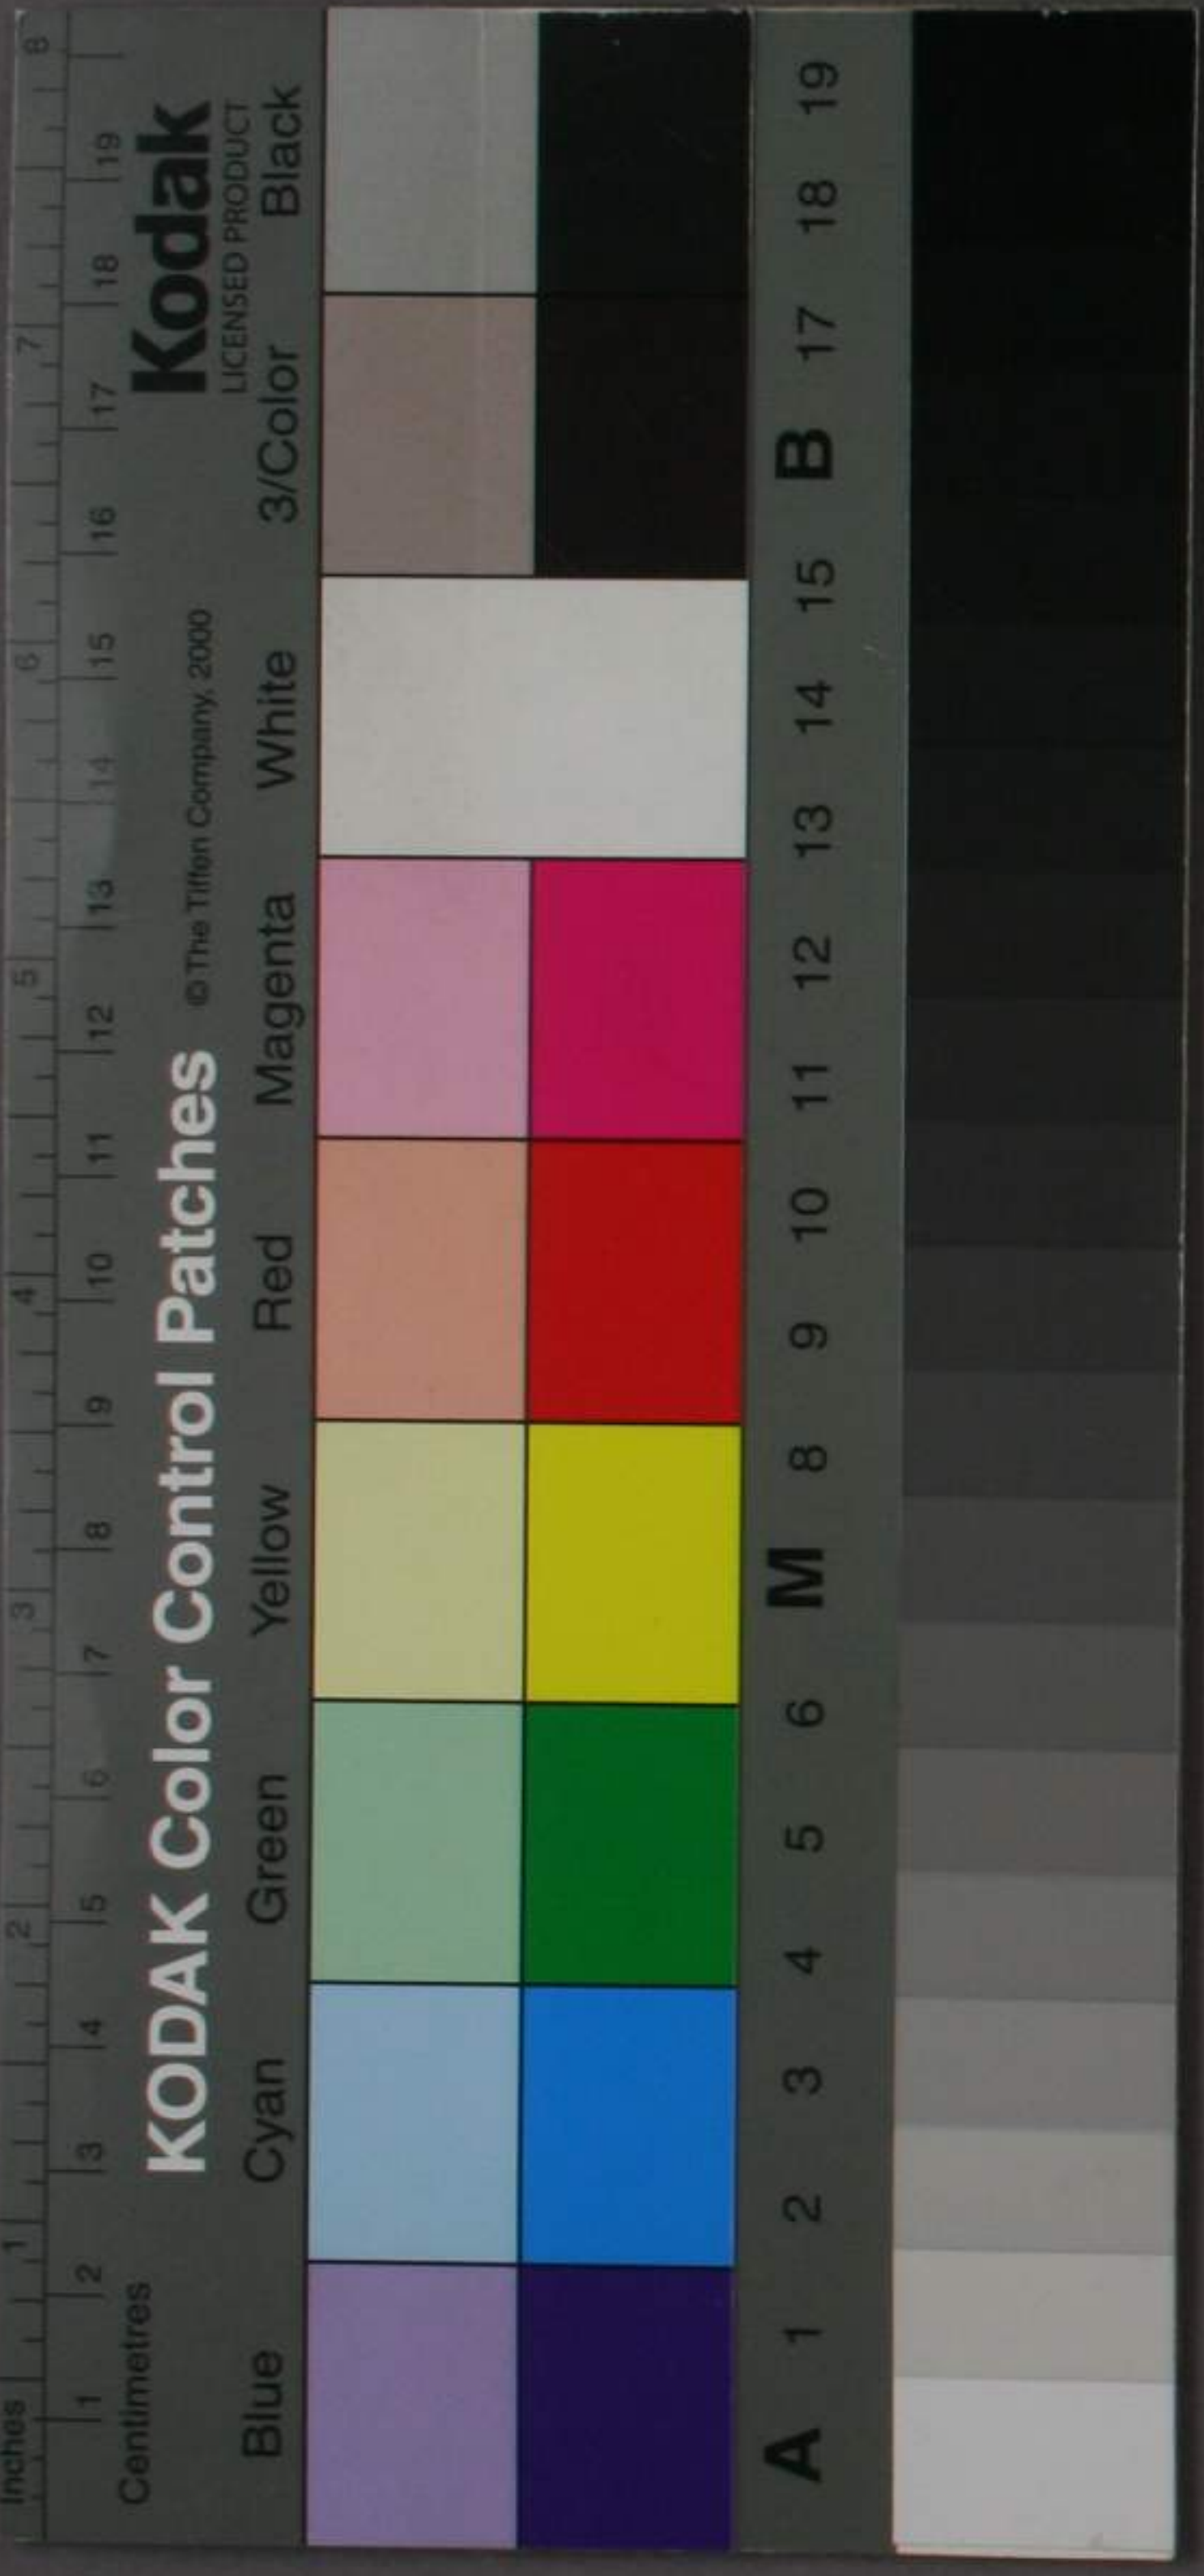 Inches 1 2 3 4 5 6 7 8
Centimetres 1 2 3 4 5 6 7 8 9 10 11 12 13 14 15 16 17 18 19
KODAK Color Control Patches © The Tiffen Company, 2000 Kodak
LICENSED PRODUCT
Blue Cyan Green Yellow Red Magenta White 3/Color Black
A 1 2 3 4 5 6 M 8 9 10 11 12 13 14 15 B 17 18 19